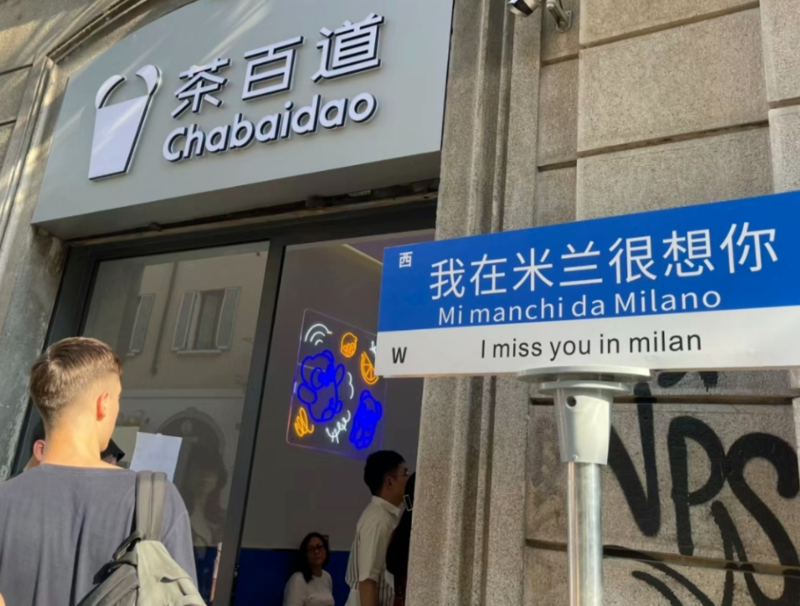 茶百道
Chabaidao
西
我在米兰很想你
Mi manchi da Milano
W
I miss you in milan
VPS